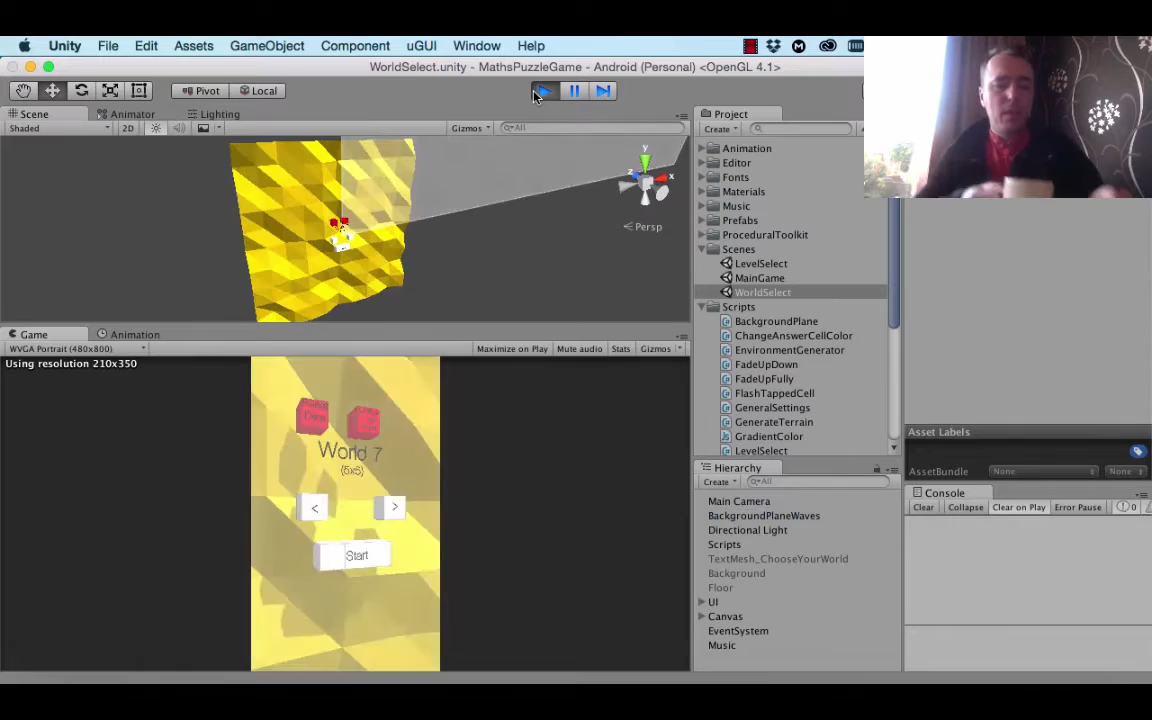 Unity File Edit Assets GameObject Component uGUI Window Help
WorldSelect.unity - MathsPuzzleGame - Android (Personal) <OpenGL 4.1>
Pivot Local
Scene Animator Lighting
Shaded 2D Gizmos All
y
x
z
Persp
Game Animation
WVGA Portrait (480x800) Maximize on Play Mute audio Stats Gizmos
Using resolution 210x350
World 7
(5x5)
< >
Start
Project
Create
Animation
Editor
Fonts
Materials
Music
Prefabs
ProceduralToolkit
Scenes
LevelSelect
MainGame
WorldSelect
Scripts
BackgroundPlane
ChangeAnswerCellColor
EnvironmentGenerator
FadeUpDown
FadeUpFully
FlashTappedCell
GeneralSettings
GenerateTerrain
GradientColor
LevelSelect
Hierarchy
Create All
Main Camera
BackgroundPlaneWaves
Directional Light
Scripts
TextMesh_ChooseYourWorld
Background
Floor
UI
Canvas
EventSystem
Music
Asset Labels
AssetBundle None None
Console
Clear Collapse Clear on Play Error Pause 0